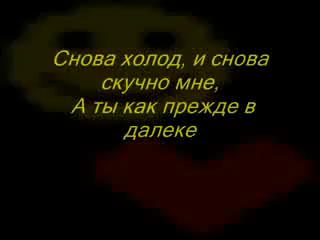 Снова холод, и снова
скучно мне,
А ты как прежде в
далеке